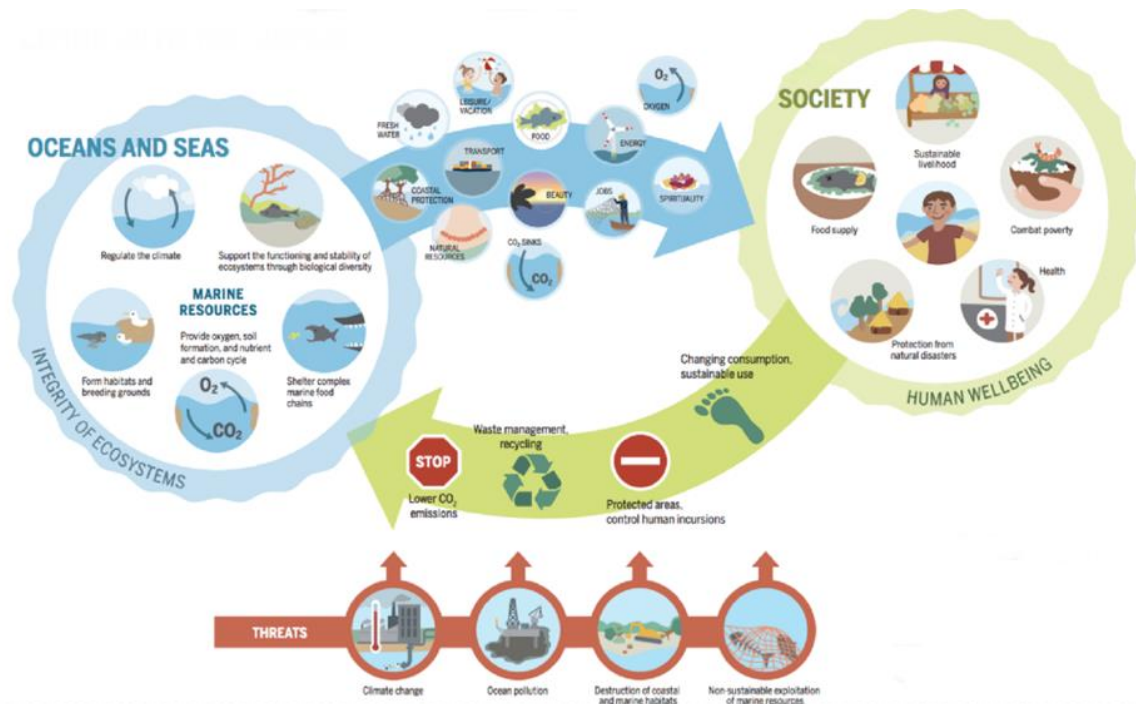 OCEANS AND SEAS
Regulate the climate
Support the functioning and stability of
ecosystems through biological diversity
MARINE
RESOURCES
Provide oxygen, soil
formation, and nutrient
and carbon cycle
Form habitats and
breeding grounds
O₂
CO₂
Shelter complex
marine food
chains
INTEGRITY OF ECOSYSTEMS
FRESH
WATER
LEISURE/
VACATION
FOOD
ENERGY
O₂
OXYGEN
COASTAL
PROTECTION
TRANSPORT
NATURAL
RESOURCES
BEAUTY
JOBS
SPIRITUALITY
CO₂ SINKS
CO₂
SOCIETY
Sustainable
livelihood
Food supply
Combat poverty
Health
Protection from
natural disasters
HUMAN WELLBEING
Changing consumption,
sustainable use
Waste management,
recycling
STOP
Lower CO₂
emissions
Protected areas,
control human incursions
THREATS
Climate change
Ocean pollution
Destruction of coastal
and marine habitats
Non-sustainable exploitation
of marine resources